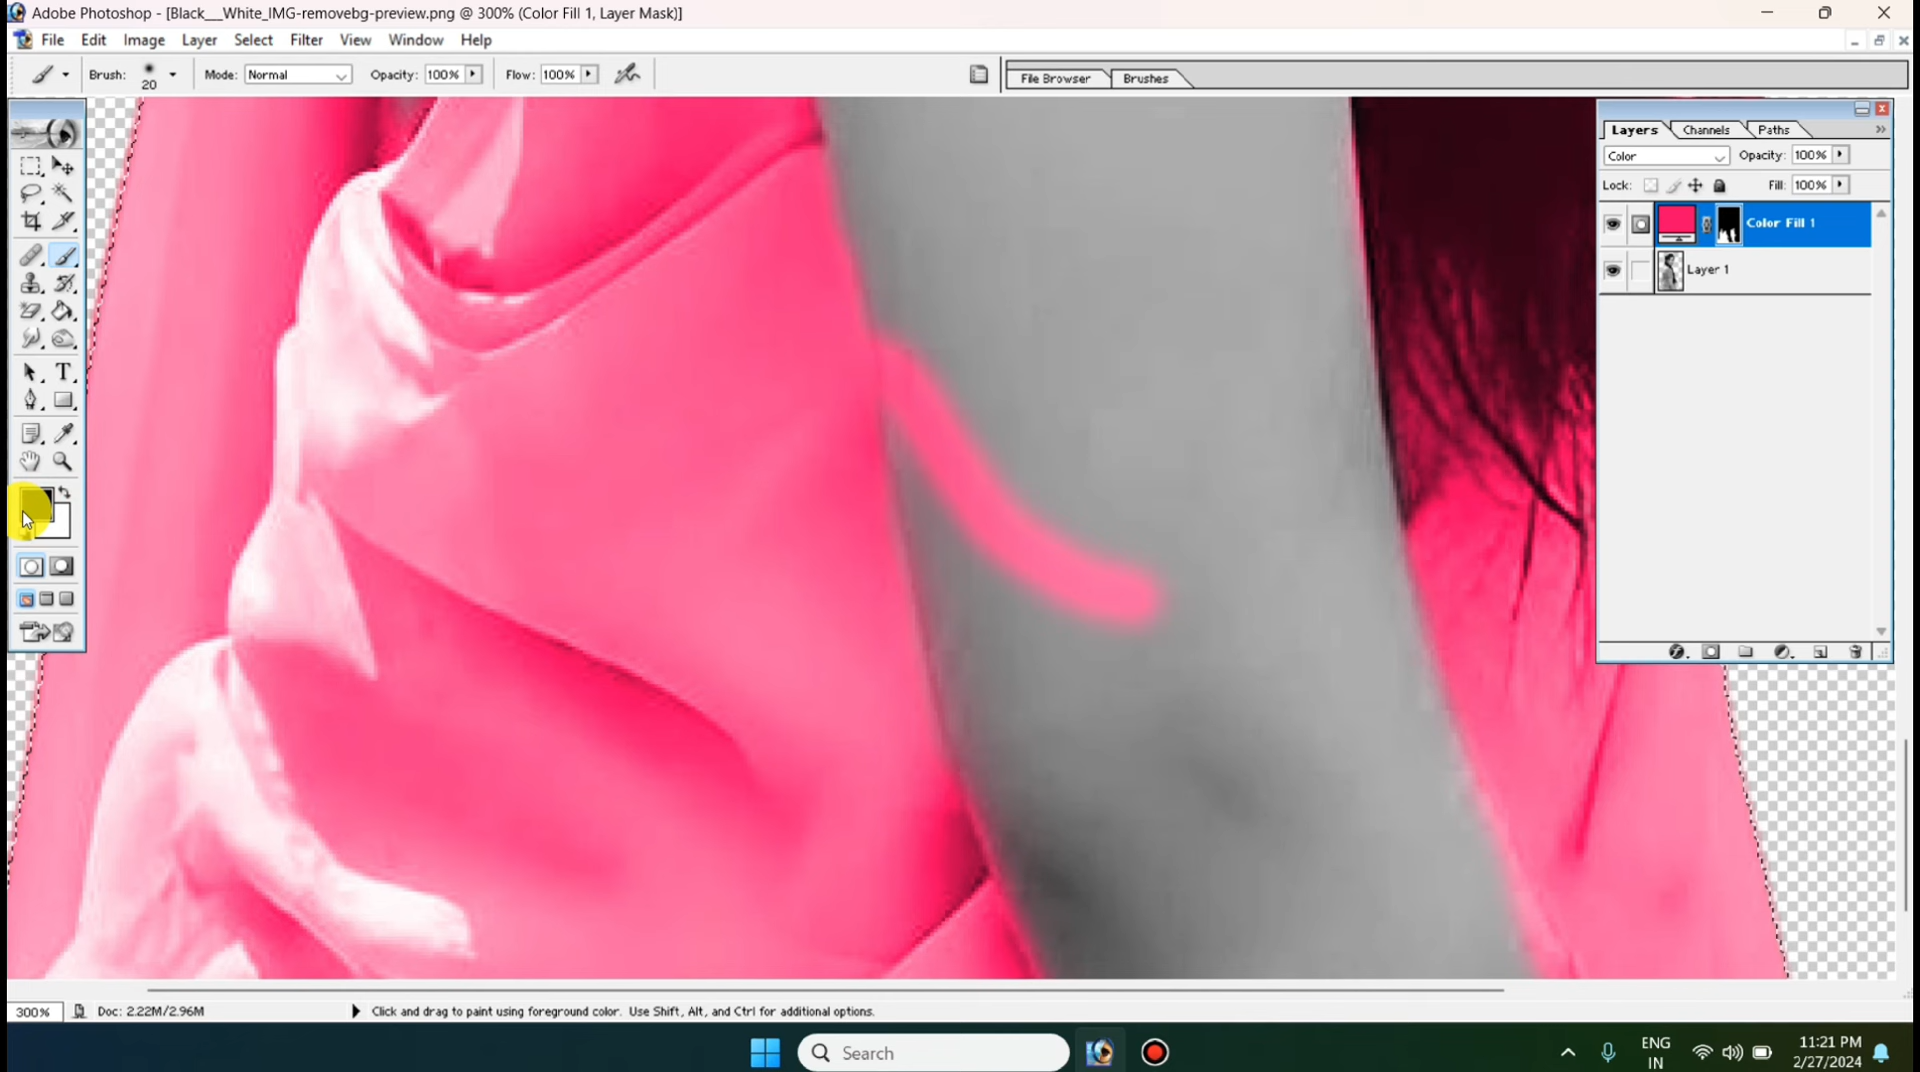 Adobe Photoshop - [Black___White_IMG-removebg-preview.png @ 300% (Color Fill 1, Layer Mask)]
File Edit Image Layer Select Filter View Window Help
Brush: 20 Mode: Normal Opacity: 100% Flow: 100% File Browser Brushes
Layers Channels Paths
Color Opacity: 100%
Lock: Fill: 100%
Color Fill 1
Layer 1
T
300% Doc: 2.22M/2.96M Click and drag to paint using foreground color. Use Shift, Alt, and Ctrl for additional options.
Search
ENG
IN
11:21 PM
2/27/2024